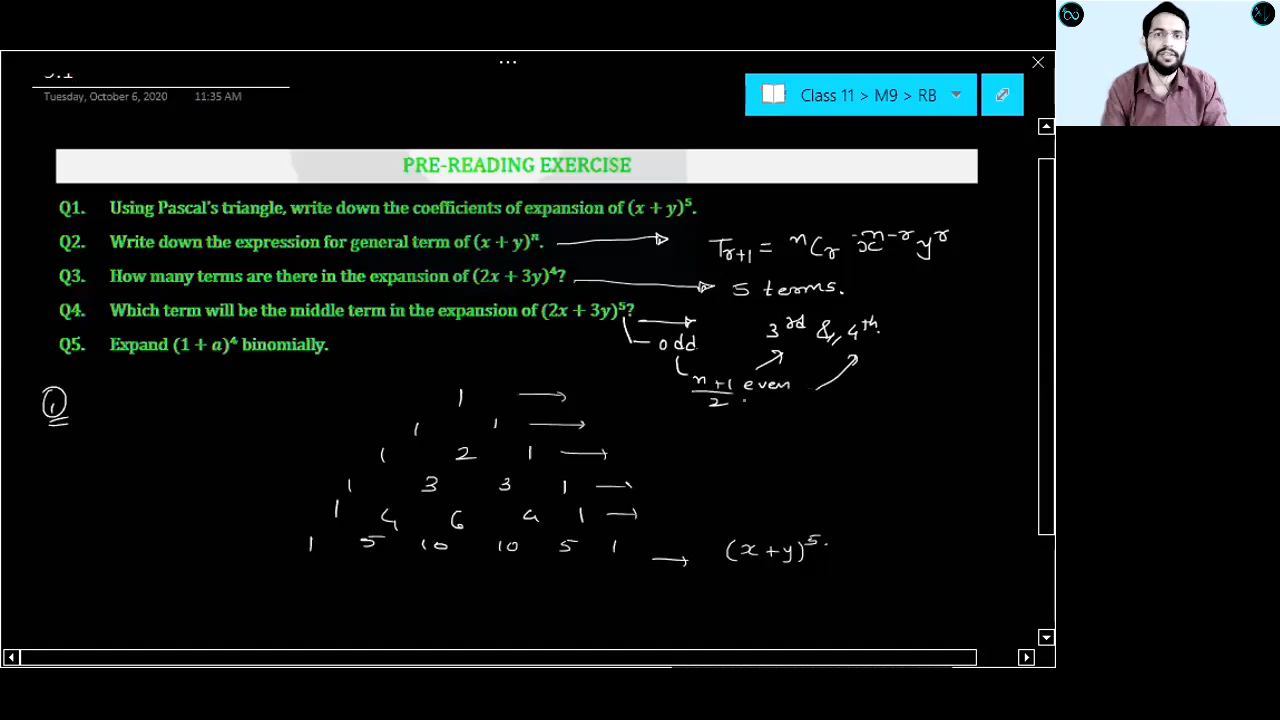 Tuesday, October 6, 2020 11:35 AM
Class 11 > M9 > RB
PRE-READING EXERCISE
Q1. Using Pascal's triangle, write down the coefficients of expansion of (x + y)⁵.
Q2. Write down the expression for general term of (x + y)ⁿ. → Tᵣ₊₁ = ⁿCᵣ xⁿ⁻ʳ yʳ
Q3. How many terms are there in the expansion of (2x + 3y)⁴? → 5 terms.
Q4. Which term will be the middle term in the expansion of (2x + 3y)⁵? → 3rd & 4th.
odd
Q5. Expand (1 + a)⁴ binomially.
n+1/2 even
①
1 →
1 1 →
1 2 1 →
1 3 3 1 →
1 4 6 4 1 →
1 5 10 10 5 1 → (x+y)⁵.